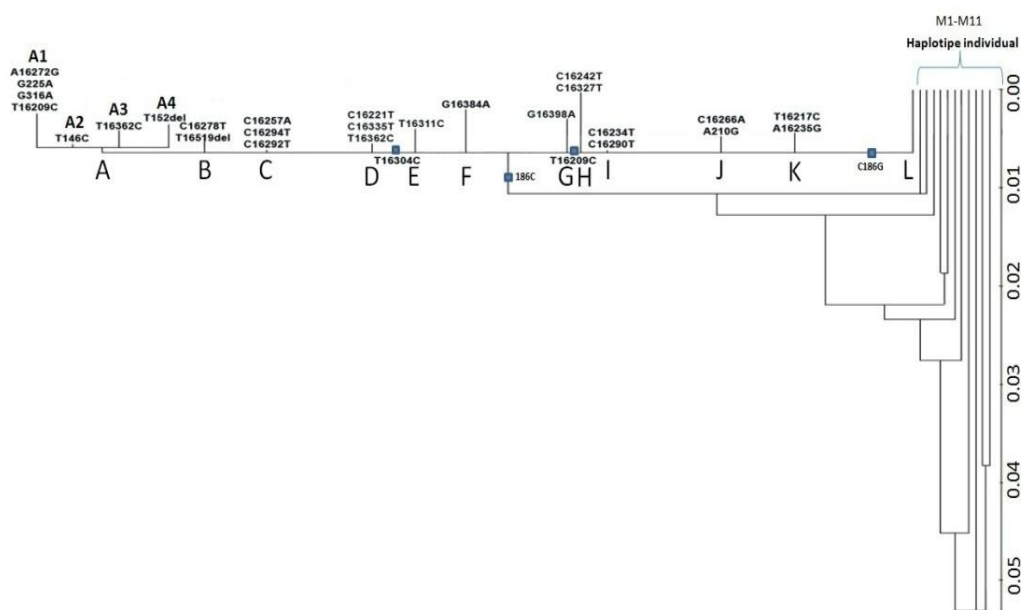 M1-M11
Haplotipe individual
A1
A16272G
G225A
G316A
T16209C
A2
T146C
A3
T16362C
A4
T152del
C16278T
T16519del
C16257A
C16294T
C16292T
C16221T
C16335T
T16362C
T16304C
T16311C
G16384A
186C
G16398A
C16242T
C16327T
T16209C
C16234T
C16290T
C16266A
A210G
T16217C
A16235G
C186G
A B C D E F G H I J K L
0.00
0.01
0.02
0.03
0.04
0.05